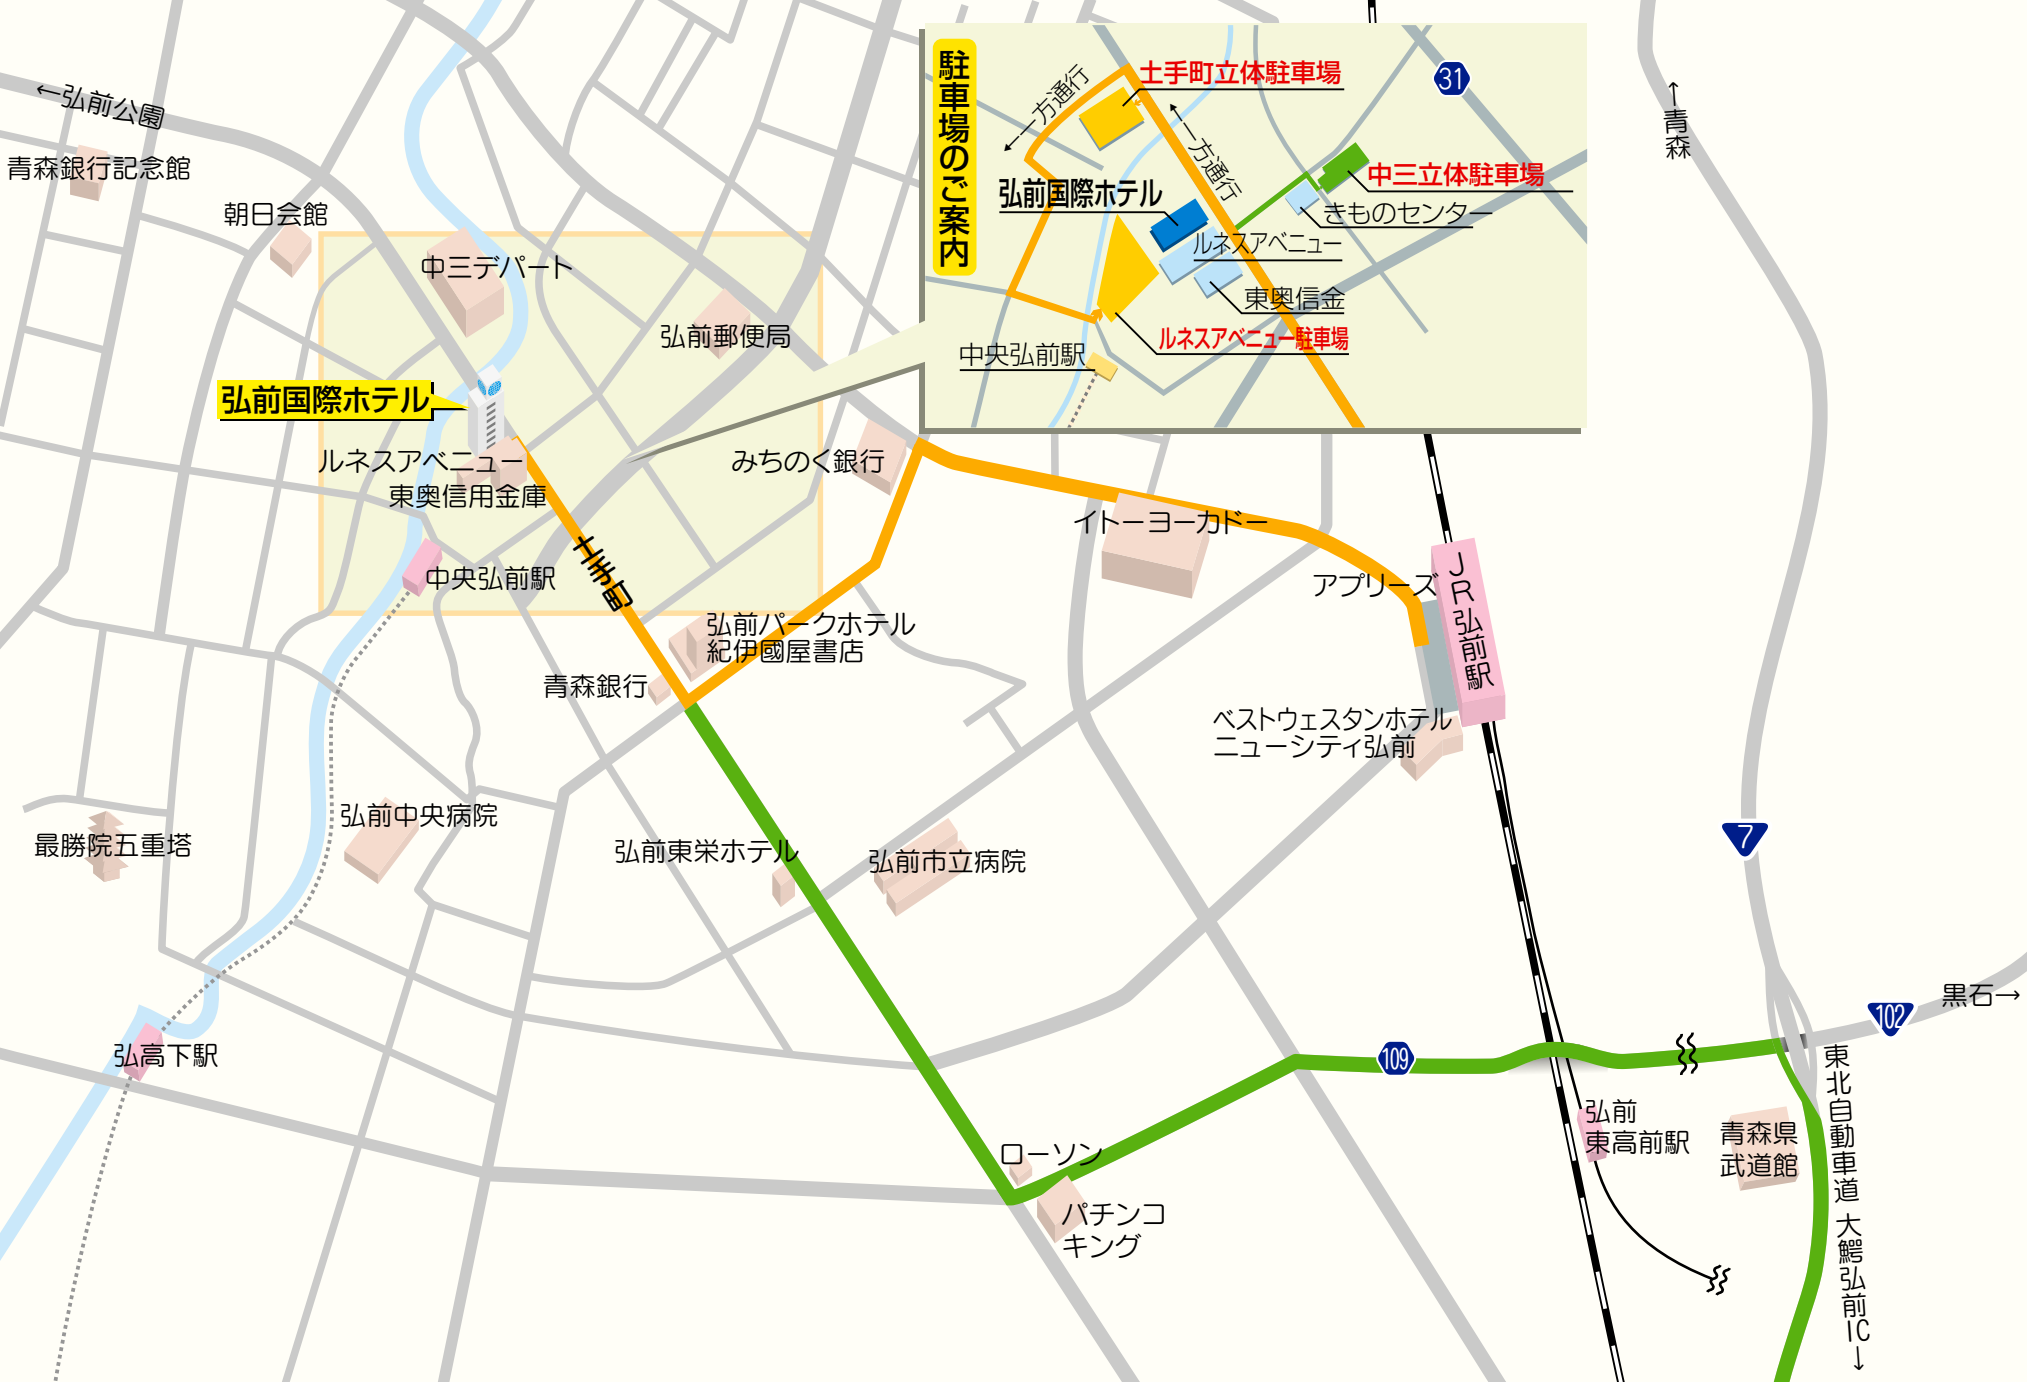 ←弘前公園
青森銀行記念館
朝日会館
中三デパート
弘前郵便局
弘前国際ホテル
ルネスアベニュー
東奥信用金庫
みちのく銀行
中央弘前駅
土手町
弘前パークホテル
紀伊國屋書店
青森銀行
イトーヨーカドー
アプリーズ
JR弘前駅
ベストウェスタンホテル
ニューシティ弘前
最勝院五重塔
弘前中央病院
弘前東栄ホテル
弘前市立病院
弘高下駅
ローソン
パチンコ
キング
109
弘前
東高前駅
青森県
武道館
東北自動車道 大鰐弘前IC→
黒石→
102
7
←青森
駐車場のご案内
←一方通行
土手町立体駐車場
←一方通行
31
中三立体駐車場
きものセンター
弘前国際ホテル
ルネスアベニュー
東奥信金
ルネスアベニュー駐車場
中央弘前駅